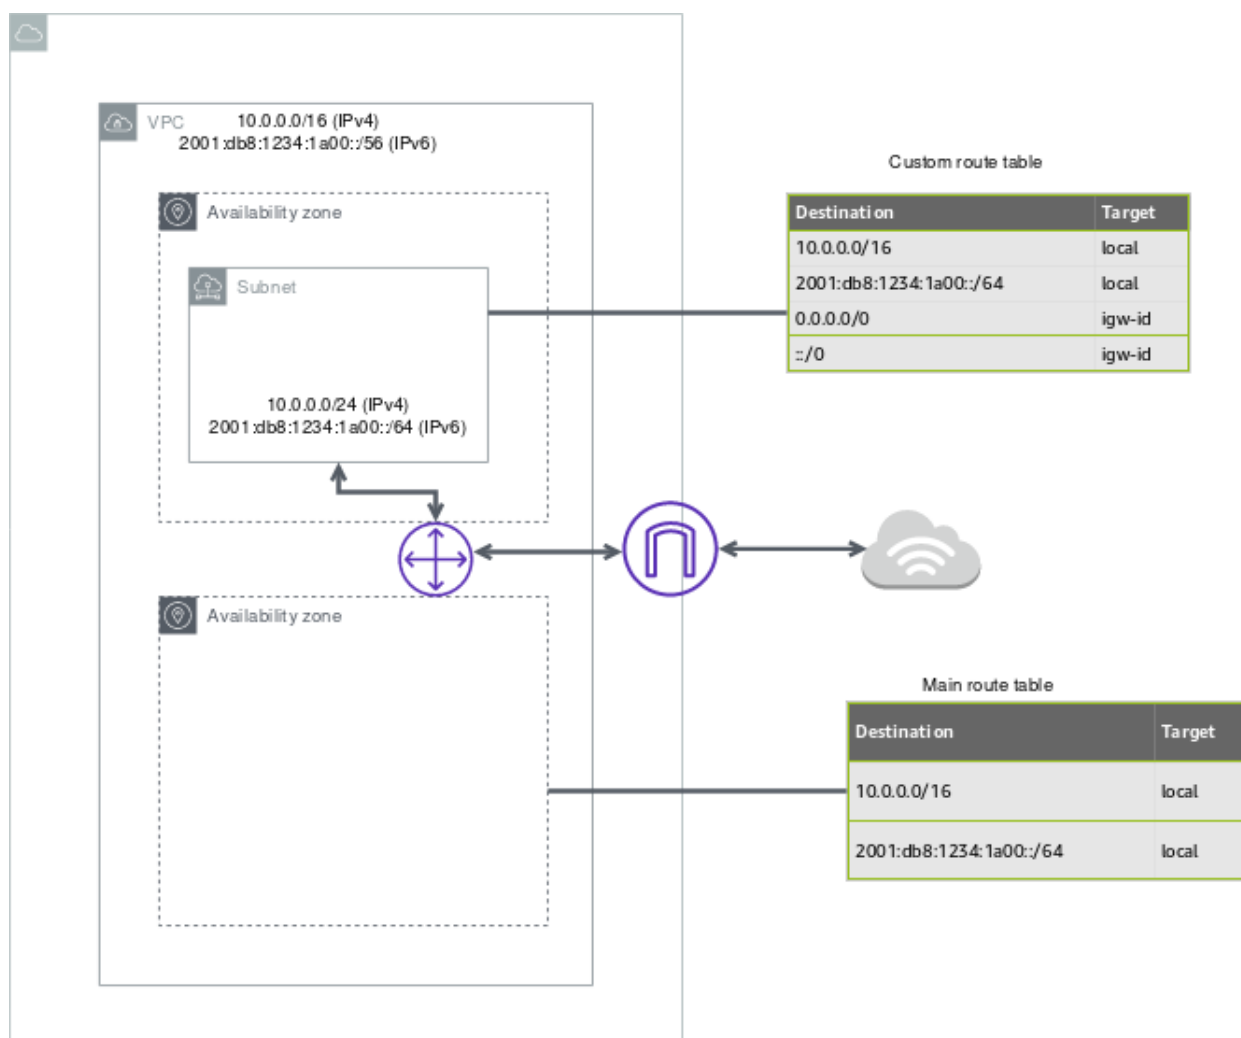 VPC
10.0.0.0/16 (IPv4)
2001:db8:1234:1a00::/56 (IPv6)
Availability zone
Subnet
10.0.0.0/24 (IPv4)
2001:db8:1234:1a00::/64 (IPv6)
Custom route table
Destination Target
10.0.0.0/16 local
2001:db8:1234:1a00::/64 local
0.0.0.0/0 igw-id
::/0 igw-id
Availability zone
Main route table
Destination Target
10.0.0.0/16 local
2001:db8:1234:1a00::/64 local